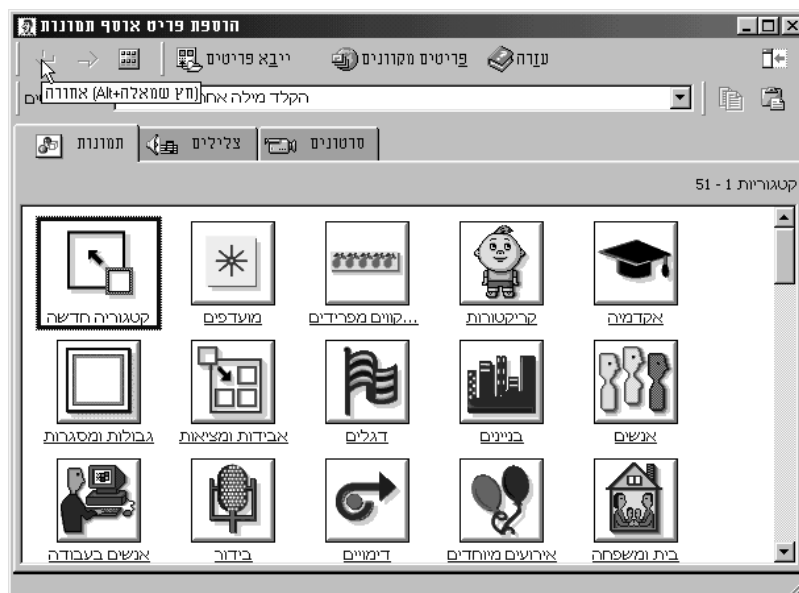 הוספת פריט אוסף תמונות
ייבא פריטים פריטים מקוונים עזרה
אחורה (Alt+חץ שמאלה)
ים הקלד מילה אחת
תמונות צלילים סרטונים
קטגוריות 1 - 51
קטגוריה חדשה מועדפים קווים מפרידים... קריקטורות אקדמיה
גבולות ומסגרות אבידות ומציאות דגלים בניינים אנשים
אנשים בעבודה בידור דימויים אירועים מיוחדים בית ומשפחה